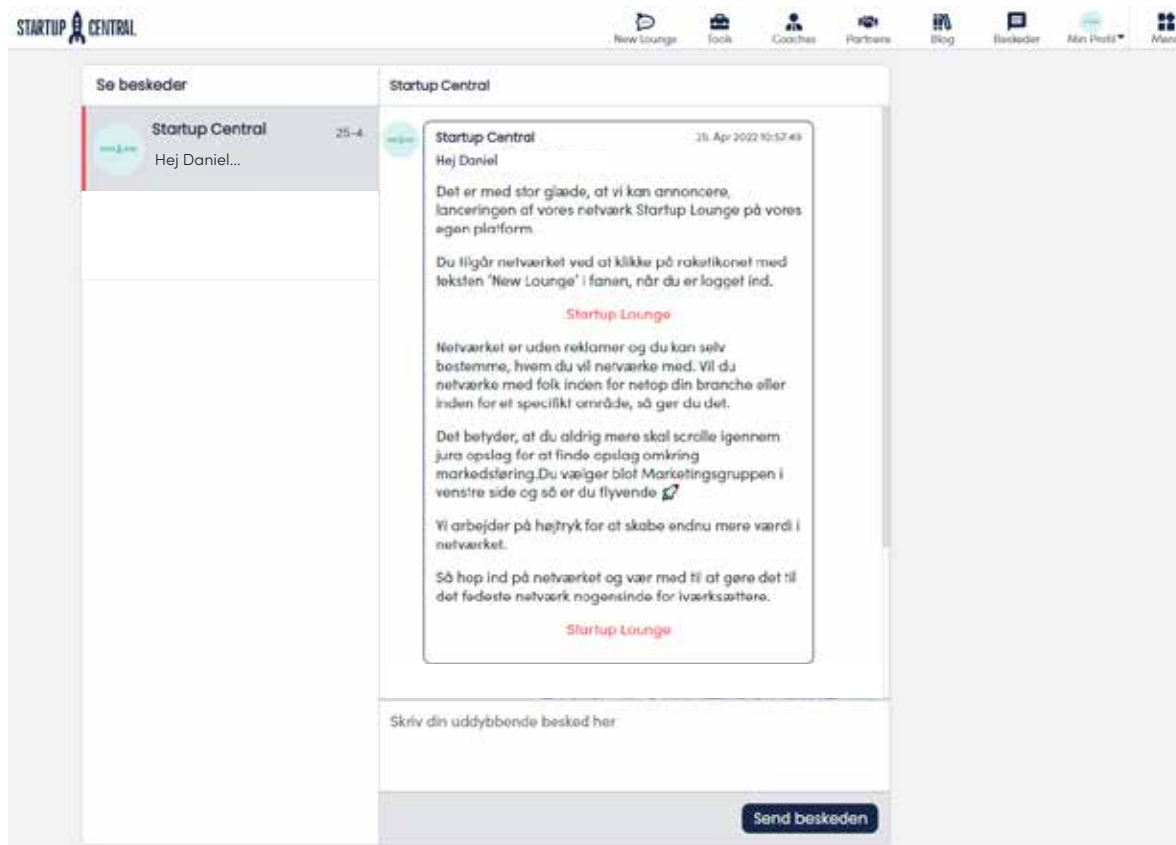 STARTUP CENTRAL
New Lounge
Tools
Coaches
Partnere
Blog
Beskeder
Min Profil
Se beskeder
Startup Central
25-4
Hej Daniel...
Startup Central
Startup Central
25. Apr 2022 10:57:49
Hej Daniel
Det er med stor glæde, at vi kan annoncere,
lanceringen af vores netværk Startup Lounge på vores
egen platform.
Du tilgår netværket ved at klikke på raketikonet med
teksten 'New Lounge' i fanen, når du er logget ind.
Startup Lounge
Netværket er uden reklamer og du kan selv
bestemme, hvem du vil netværke med. Vil du
netværke med folk inden for netop din branche eller
inden for et specifikt område, så gør du det.
Det betyder, at du aldrig mere skal scrolle igennem
jura opslag for at finde opslag omkring
markedsføring.Du vælger blot Marketingsgruppen i
venstre side og så er du flyvende 🚀
Vi arbejder på højtryk for at skabe endnu mere værdi i
netværket.
Så hop ind på netværket og vær med til at gøre det til
det fedeste netværk nogensinde for iværksættere.
Startup Lounge
Skriv din uddybbende besked her
Send beskeden